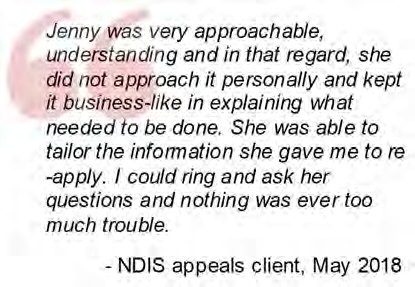 Jenny was very approachable,
understanding and in that regard, she
did not approach it personally and kept
it business-like in explaining what
needed to be done. She was able to
tailor the information she gave me to re
-apply. I could ring and ask her
questions and nothing was ever too
much trouble.
- NDIS appeals client, May 2018